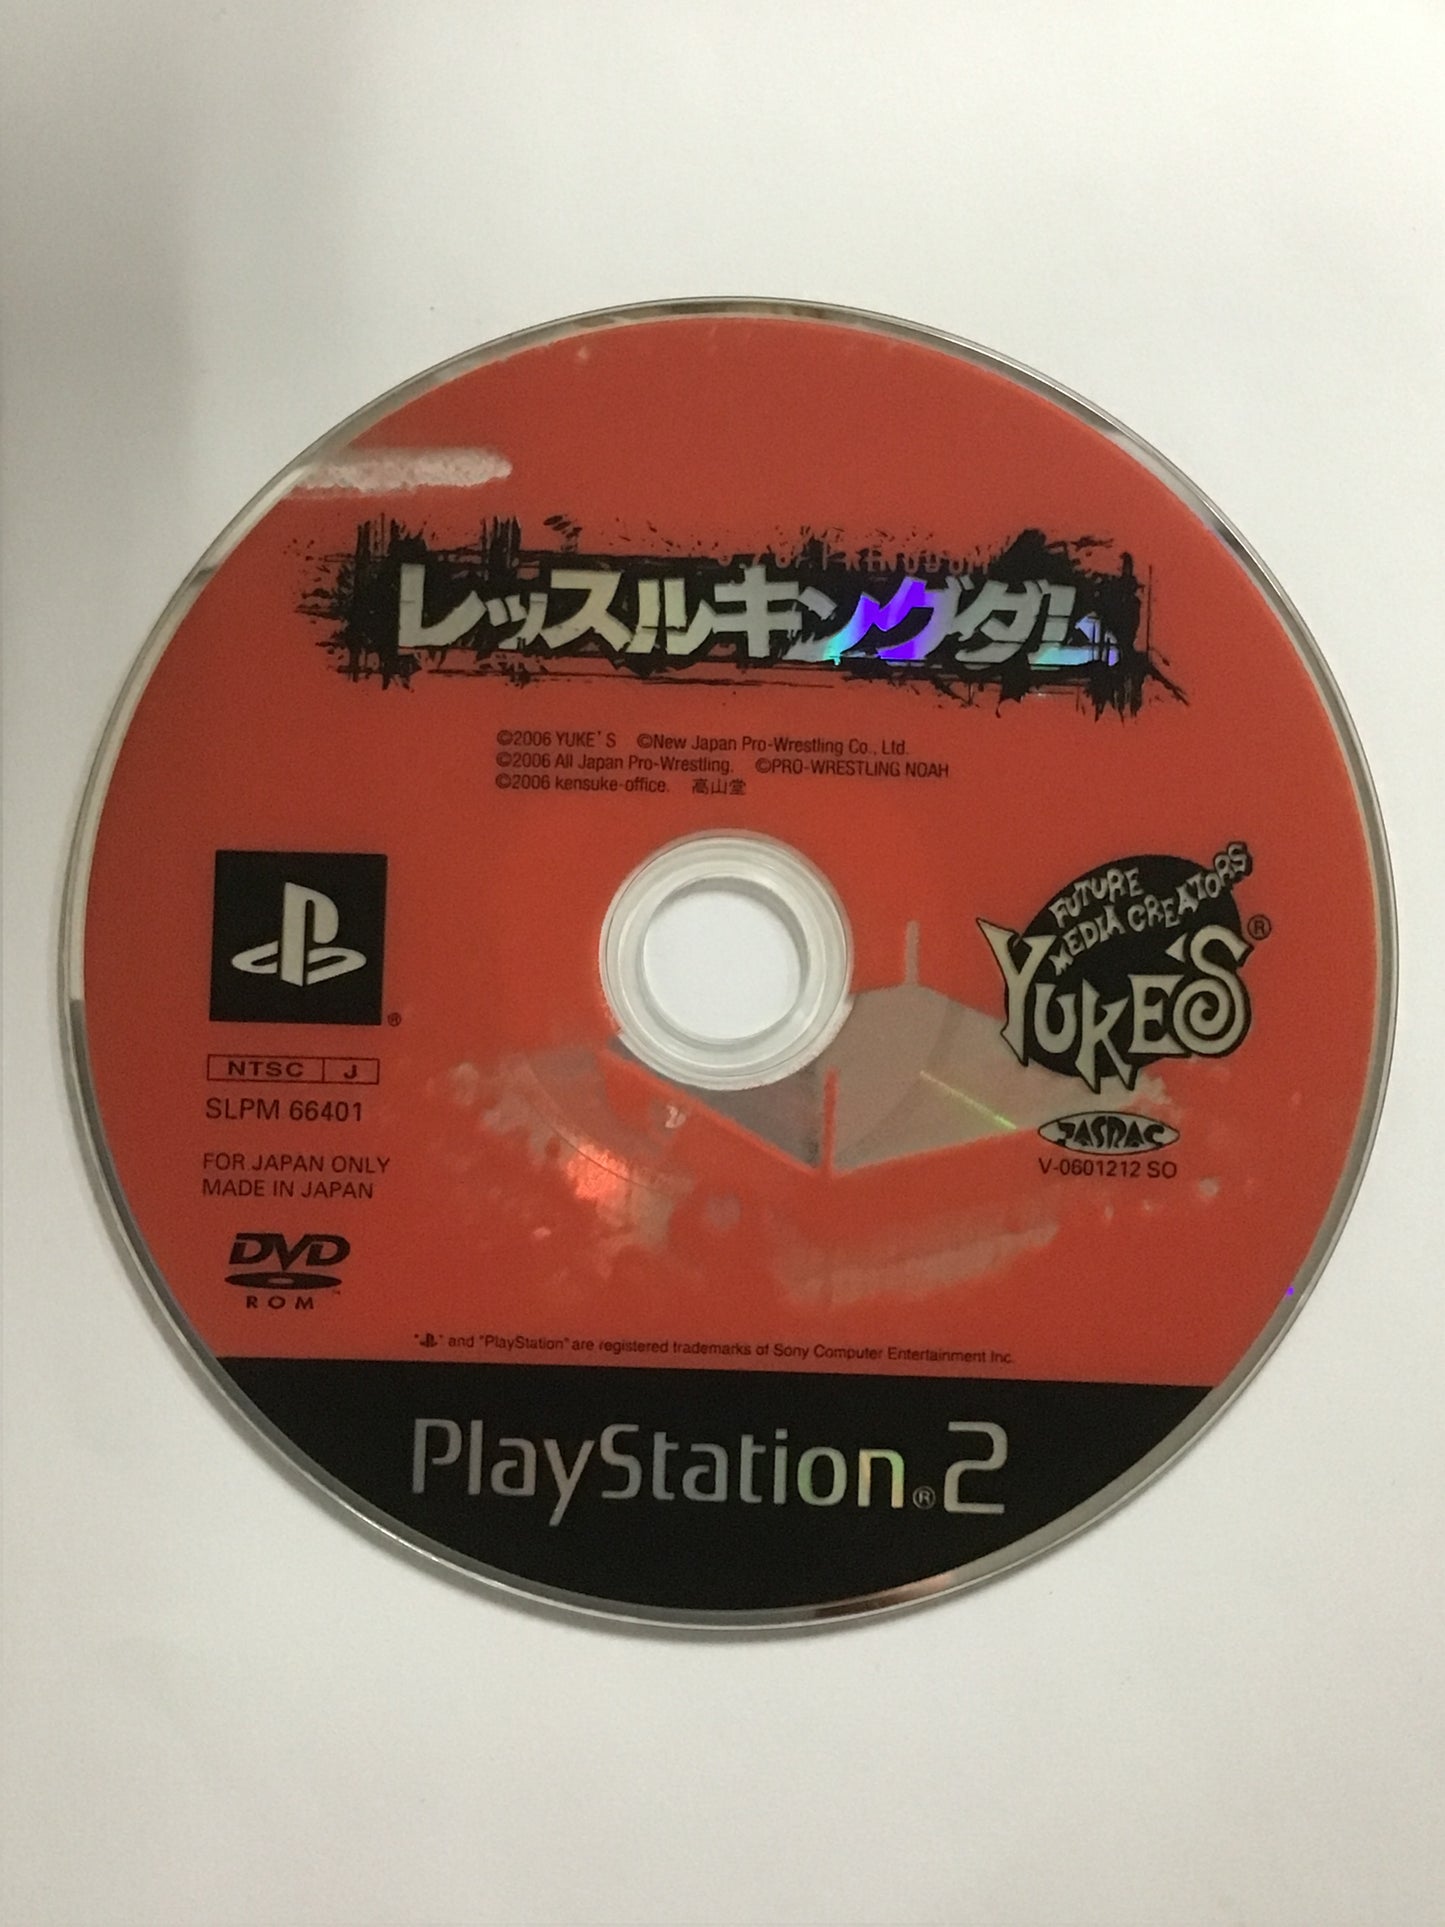 レッスルキングダム
©2006 YUKE'S ©New Japan Pro-Wrestling Co., Ltd.
©2006 All Japan Pro-Wrestling. ©PRO-WRESTLING NOAH
©2006 kensuke-office. 高山堂
FUTURE
MEDIA CREATORS
YUKE'S®
®
NTSC J
SLPM 66401
JASRAC
V-0601212 SO
FOR JAPAN ONLY
MADE IN JAPAN
DVD
ROM
" " and "PlayStation" are registered trademarks of Sony Computer Entertainment Inc.
PlayStation®2